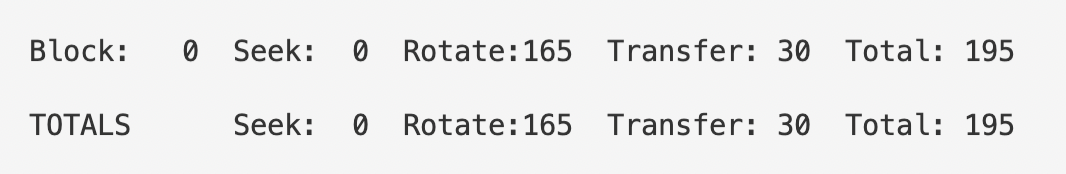 Block:   0  Seek:  0  Rotate:165  Transfer: 30  Total: 195
TOTALS      Seek:  0  Rotate:165  Transfer: 30  Total: 195